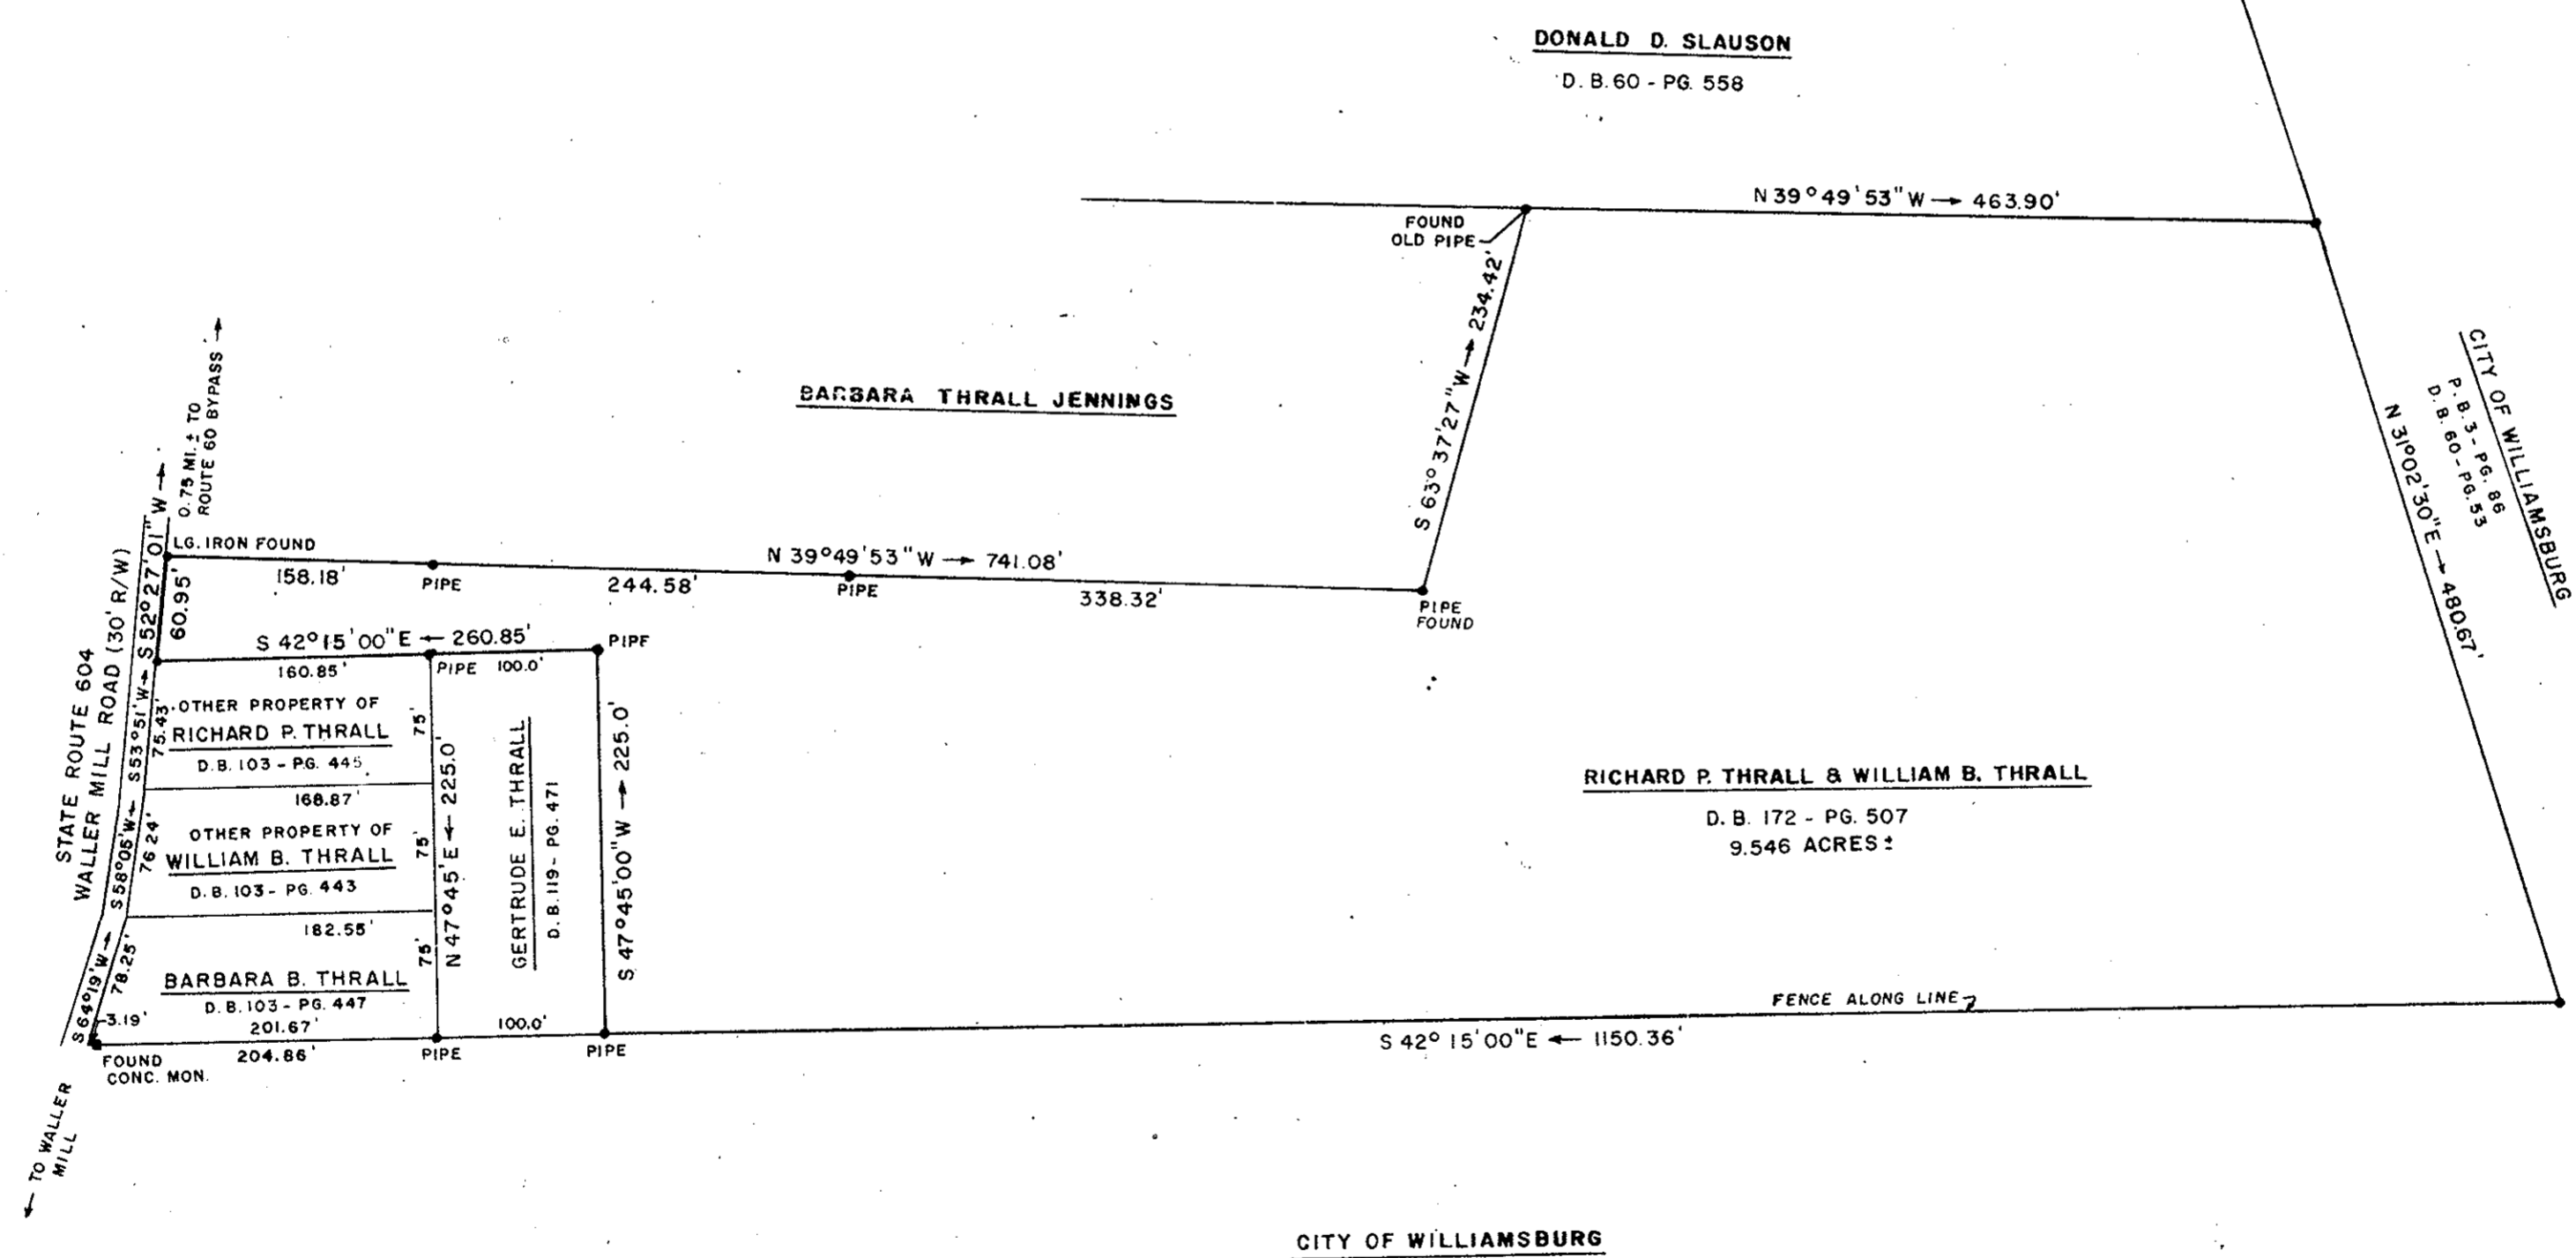 DONALD D. SLAUSON
D. B. 60 - PG. 558
N 39° 49' 53" W → 463.90'
FOUND
OLD PIPE
S 63° 37' 27" W → 234.42'
CITY OF WILLIAMSBURG
P. B. 3 - PG. 86
D. B. 60 - PG. 53
N 31° 02' 30" E → 480.67'
BARBARA THRALL JENNINGS
0.75 MI. ± TO
ROUTE 60 BYPASS →
LG. IRON FOUND
N 39° 49' 53" W → 741.08'
158.18'
PIPE
244.58'
PIPE
338.32'
PIPE
FOUND
STATE ROUTE 604
WALLER MILL ROAD (30' R/W)
S 52° 27' 01" W →
60.95'
S 42° 15' 00" E ← 260.85'
PIPE
160.85'
PIPE 100.0'
S 53° 51' W →
75.43'
OTHER PROPERTY OF
RICHARD P. THRALL
D. B. 103 - PG. 445
75'
168.87'
S 58° 05' W ←
76.24'
OTHER PROPERTY OF
WILLIAM B. THRALL
D. B. 103 - PG. 443
75'
182.55'
S 64° 19' W →
78.25'
BARBARA B. THRALL
D. B. 103 - PG. 447
75'
3.19'
201.67'
204.86'
N 47° 45' E ← 225.0'
GERTRUDE E. THRALL
D. B. 119 - PG. 471
S 47° 45' 00" W → 225.0'
100.0'
FOUND
CONC. MON.
PIPE
PIPE
RICHARD P. THRALL & WILLIAM B. THRALL
D. B. 172 - PG. 507
9.546 ACRES ±
FENCE ALONG LINE
S 42° 15' 00" E ← 1150.36'
← TO WALLER
MILL
CITY OF WILLIAMSBURG